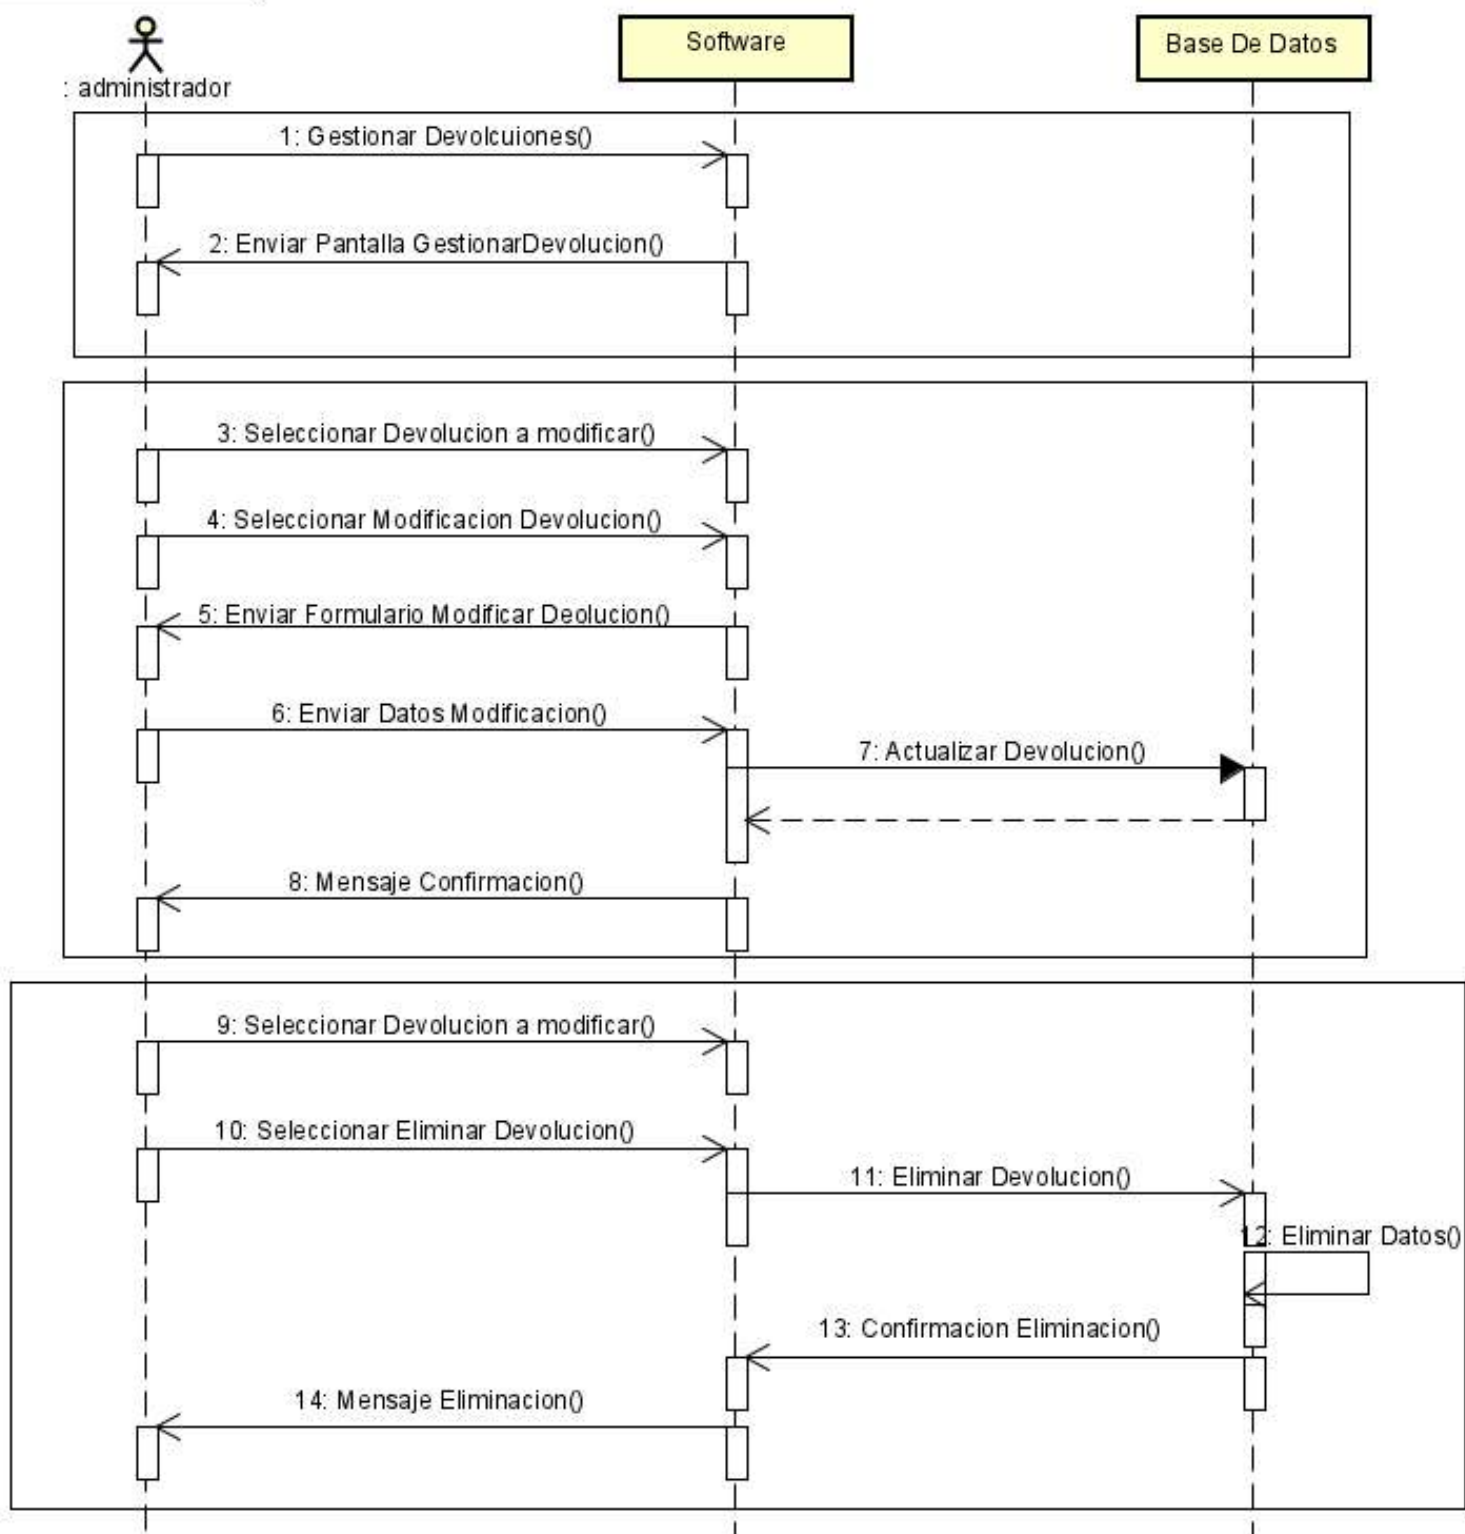 Software
Base De Datos
: administrador
1: Gestionar Devolcuiones()
2: Enviar Pantalla GestionarDevolucion()
3: Seleccionar Devolucion a modificar()
4: Seleccionar Modificacion Devolucion()
5: Enviar Formulario Modificar Deolucion()
6: Enviar Datos Modificacion()
7: Actualizar Devolucion()
8: Mensaje Confirmacion()
9: Seleccionar Devolucion a modificar()
10: Seleccionar Eliminar Devolucion()
11: Eliminar Devolucion()
12: Eliminar Datos()
13: Confirmacion Eliminacion()
14: Mensaje Eliminacion()